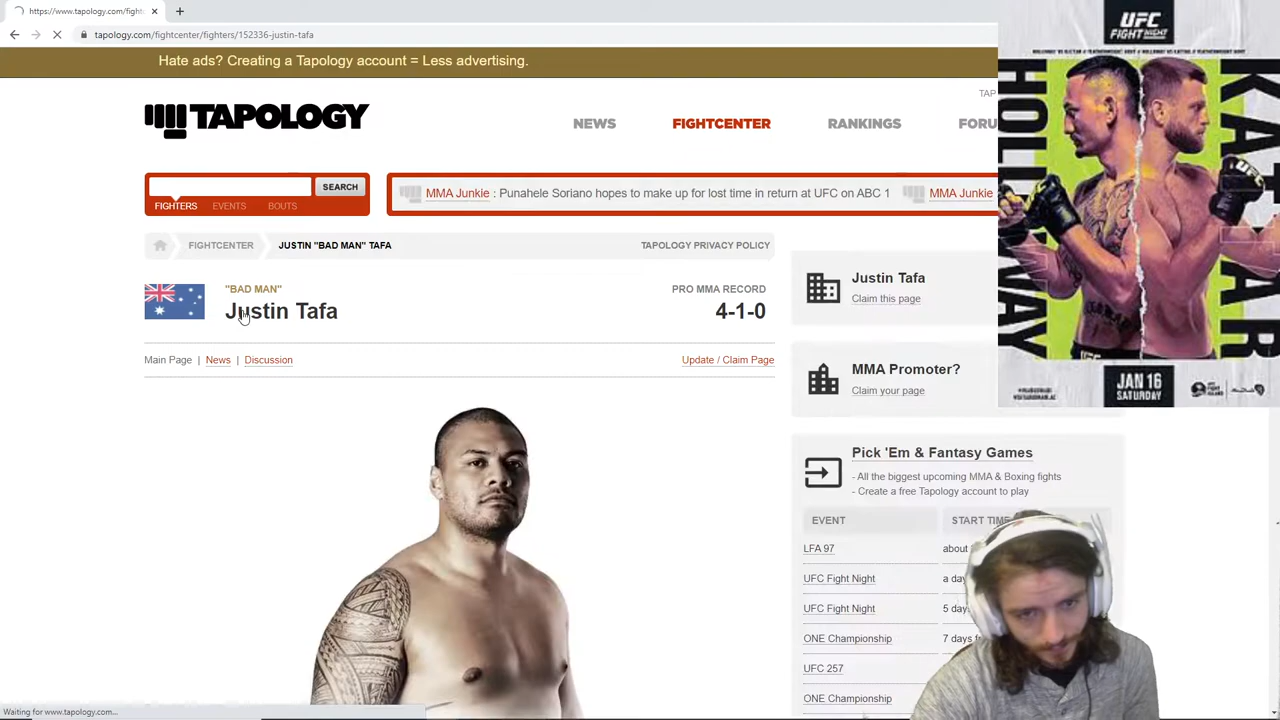 https://www.tapology.com/fight
tapology.com/fightcenter/fighters/152336-justin-tafa
Hate ads? Creating a Tapology account = Less advertising.
TAPOLOGY
TAP
NEWS
FIGHTCENTER
RANKINGS
FORU
SEARCH
FIGHTERS
EVENTS
BOUTS
MMA Junkie : Punahele Soriano hopes to make up for lost time in return at UFC on ABC 1
MMA Junkie
FIGHTCENTER
JUSTIN "BAD MAN" TAFA
TAPOLOGY PRIVACY POLICY
"BAD MAN"
Justin Tafa
PRO MMA RECORD
4-1-0
Main Page | News | Discussion
Update / Claim Page
Justin Tafa
Claim this page
MMA Promoter?
Claim your page
Pick 'Em & Fantasy Games
- All the biggest upcoming MMA & Boxing fights
- Create a free Tapology account to play
EVENT
START TIME
LFA 97
about
UFC Fight Night
a day
UFC Fight Night
5 days
ONE Championship
7 days f
UFC 257
ONE Championship
Waiting for www.tapology.com...
UFC
FIGHT NIGHT
HOLLOWAY
KATTAR
JAN 16
SATURDAY